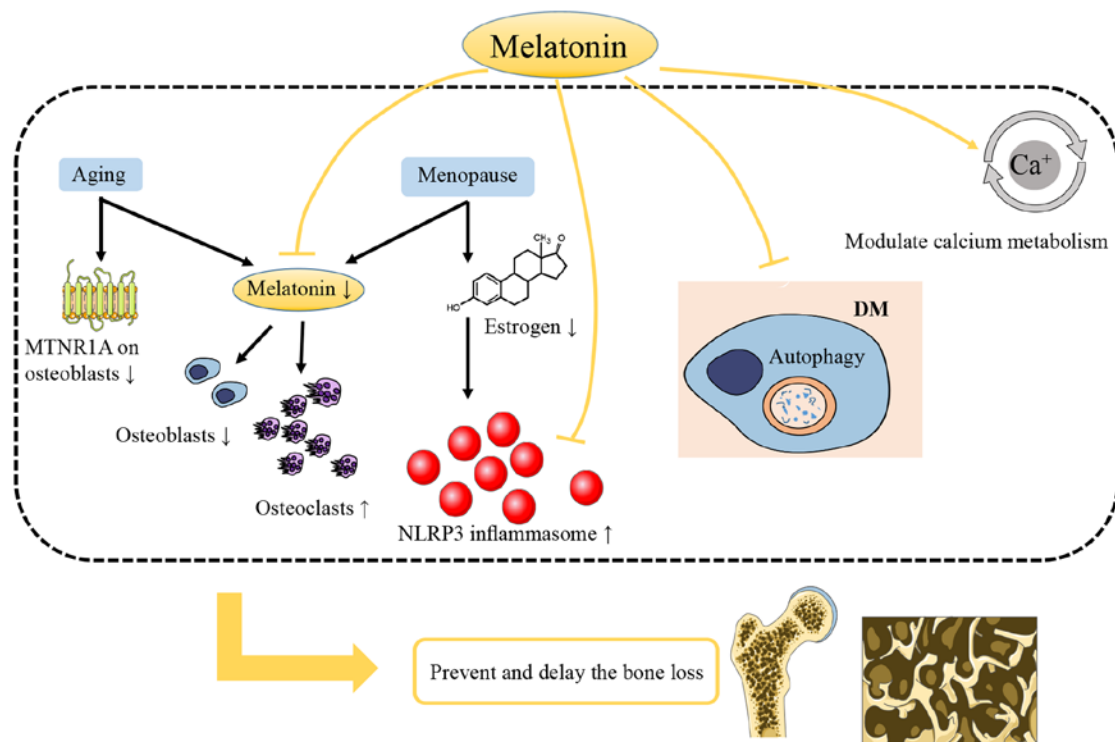 Melatonin
Aging
Menopause
Ca⁺
Modulate calcium metabolism
CH₃
O
HO
Melatonin ↓
Estrogen ↓
MTNR1A on
osteoblasts ↓
DM
Autophagy
Osteoblasts ↓
Osteoclasts ↑
NLRP3 inflammasome ↑
Prevent and delay the bone loss